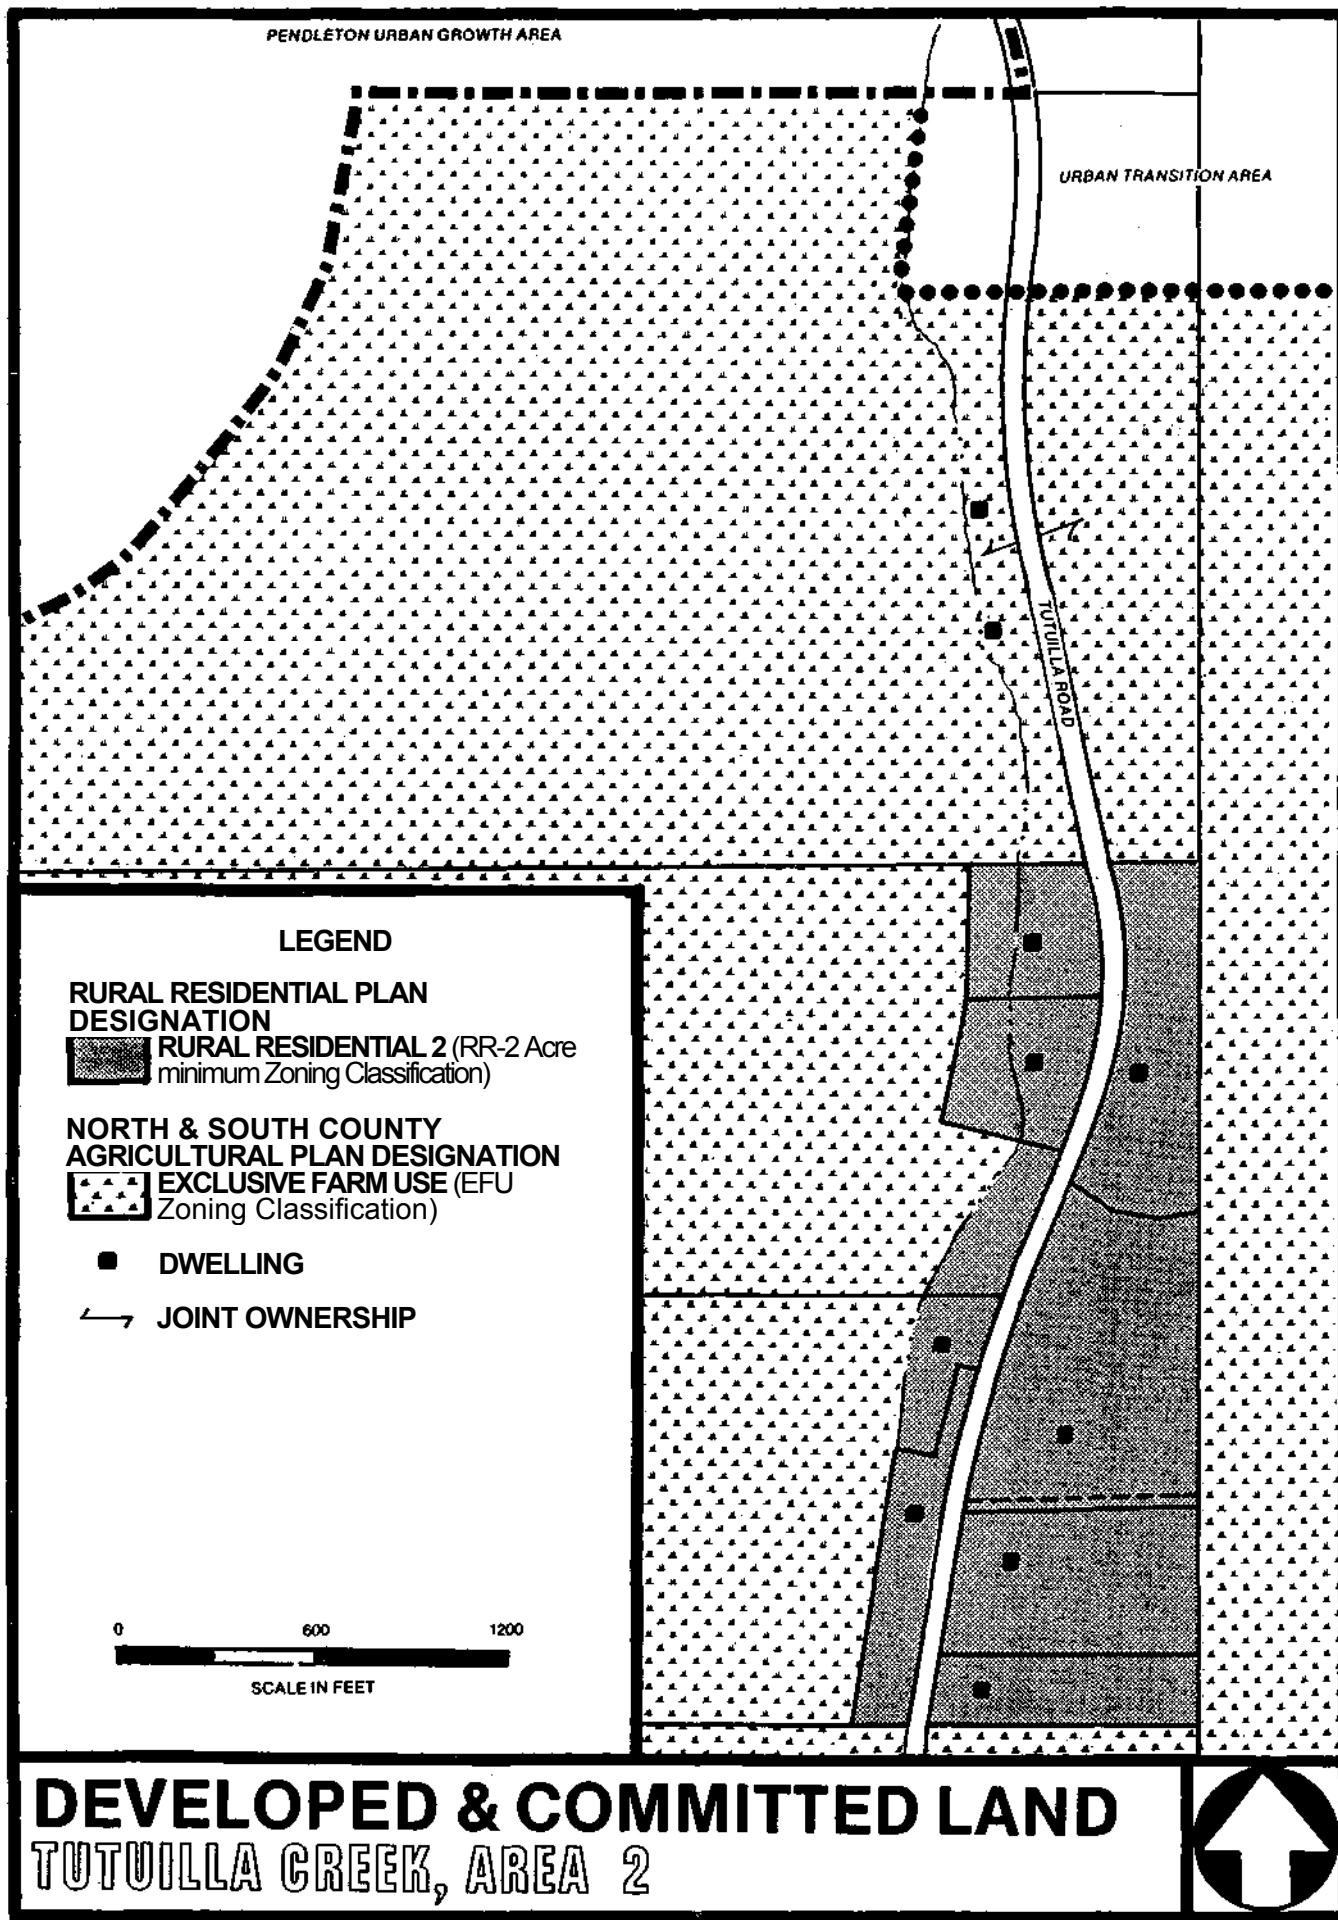 PENDLETON URBAN GROWTH AREA
URBAN TRANSITION AREA
TUTUILLA ROAD
LEGEND
RURAL RESIDENTIAL PLAN
DESIGNATION
RURAL RESIDENTIAL 2 (RR-2 Acre
minimum Zoning Classification)
NORTH & SOUTH COUNTY
AGRICULTURAL PLAN DESIGNATION
EXCLUSIVE FARM USE (EFU
Zoning Classification)
DWELLING
JOINT OWNERSHIP
0 600 1200
SCALE IN FEET
DEVELOPED & COMMITTED LAND
TUTUILLA CREEK, AREA 2